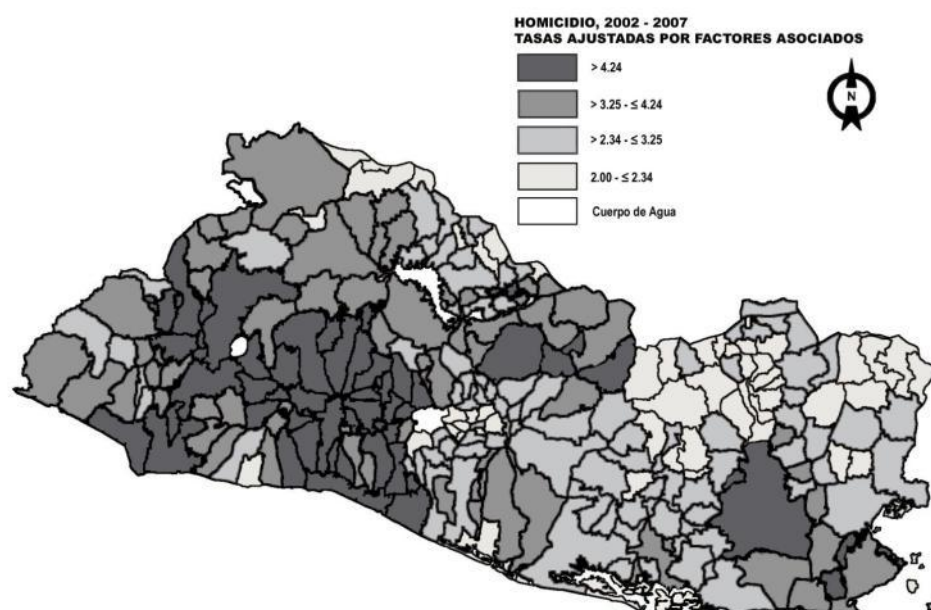 HOMICIDIO, 2002 - 2007
TASAS AJUSTADAS POR FACTORES ASOCIADOS
> 4.24
> 3.25 - ≤ 4.24
> 2.34 - ≤ 3.25
2.00 - ≤ 2.34
Cuerpo de Agua
N